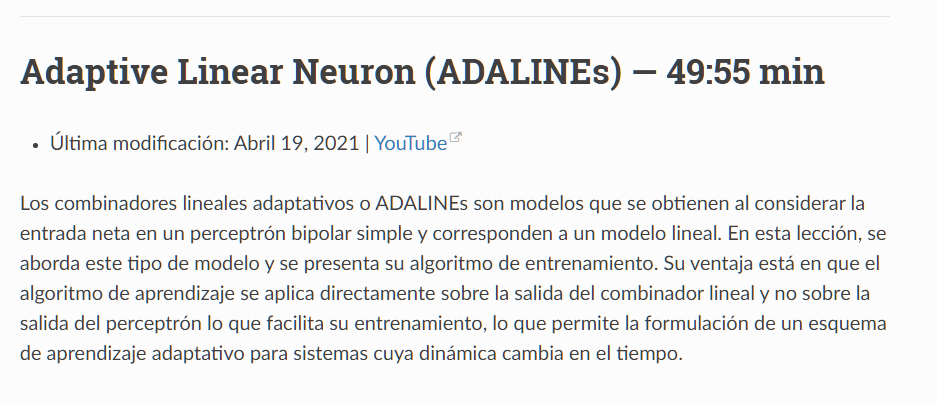 Adaptive Linear Neuron (ADALINEs) — 49:55 min
• Última modificación: Abril 19, 2021 | YouTube
Los combinadores lineales adaptativos o ADALINEs son modelos que se obtienen al considerar la
entrada neta en un perceptrón bipolar simple y corresponden a un modelo lineal. En esta lección, se
aborda este tipo de modelo y se presenta su algoritmo de entrenamiento. Su ventaja está en que el
algoritmo de aprendizaje se aplica directamente sobre la salida del combinador lineal y no sobre la
salida del perceptrón lo que facilita su entrenamiento, lo que permite la formulación de un esquema
de aprendizaje adaptativo para sistemas cuya dinámica cambia en el tiempo.